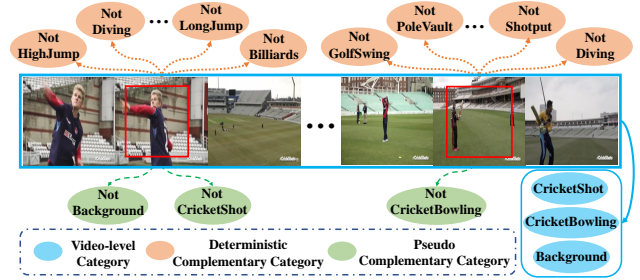 Not
Diving
...
Not
LongJump
Not
PoleVault
...
Not
Shotput
Not
HighJump
Not
Billiards
Not
GolfSwing
Not
Diving
...
Not
Background
Not
CricketShot
Not
CricketBowling
CricketShot
CricketBowling
Background
Video-level
Category
Deterministic
Complementary Category
Pseudo
Complementary Category